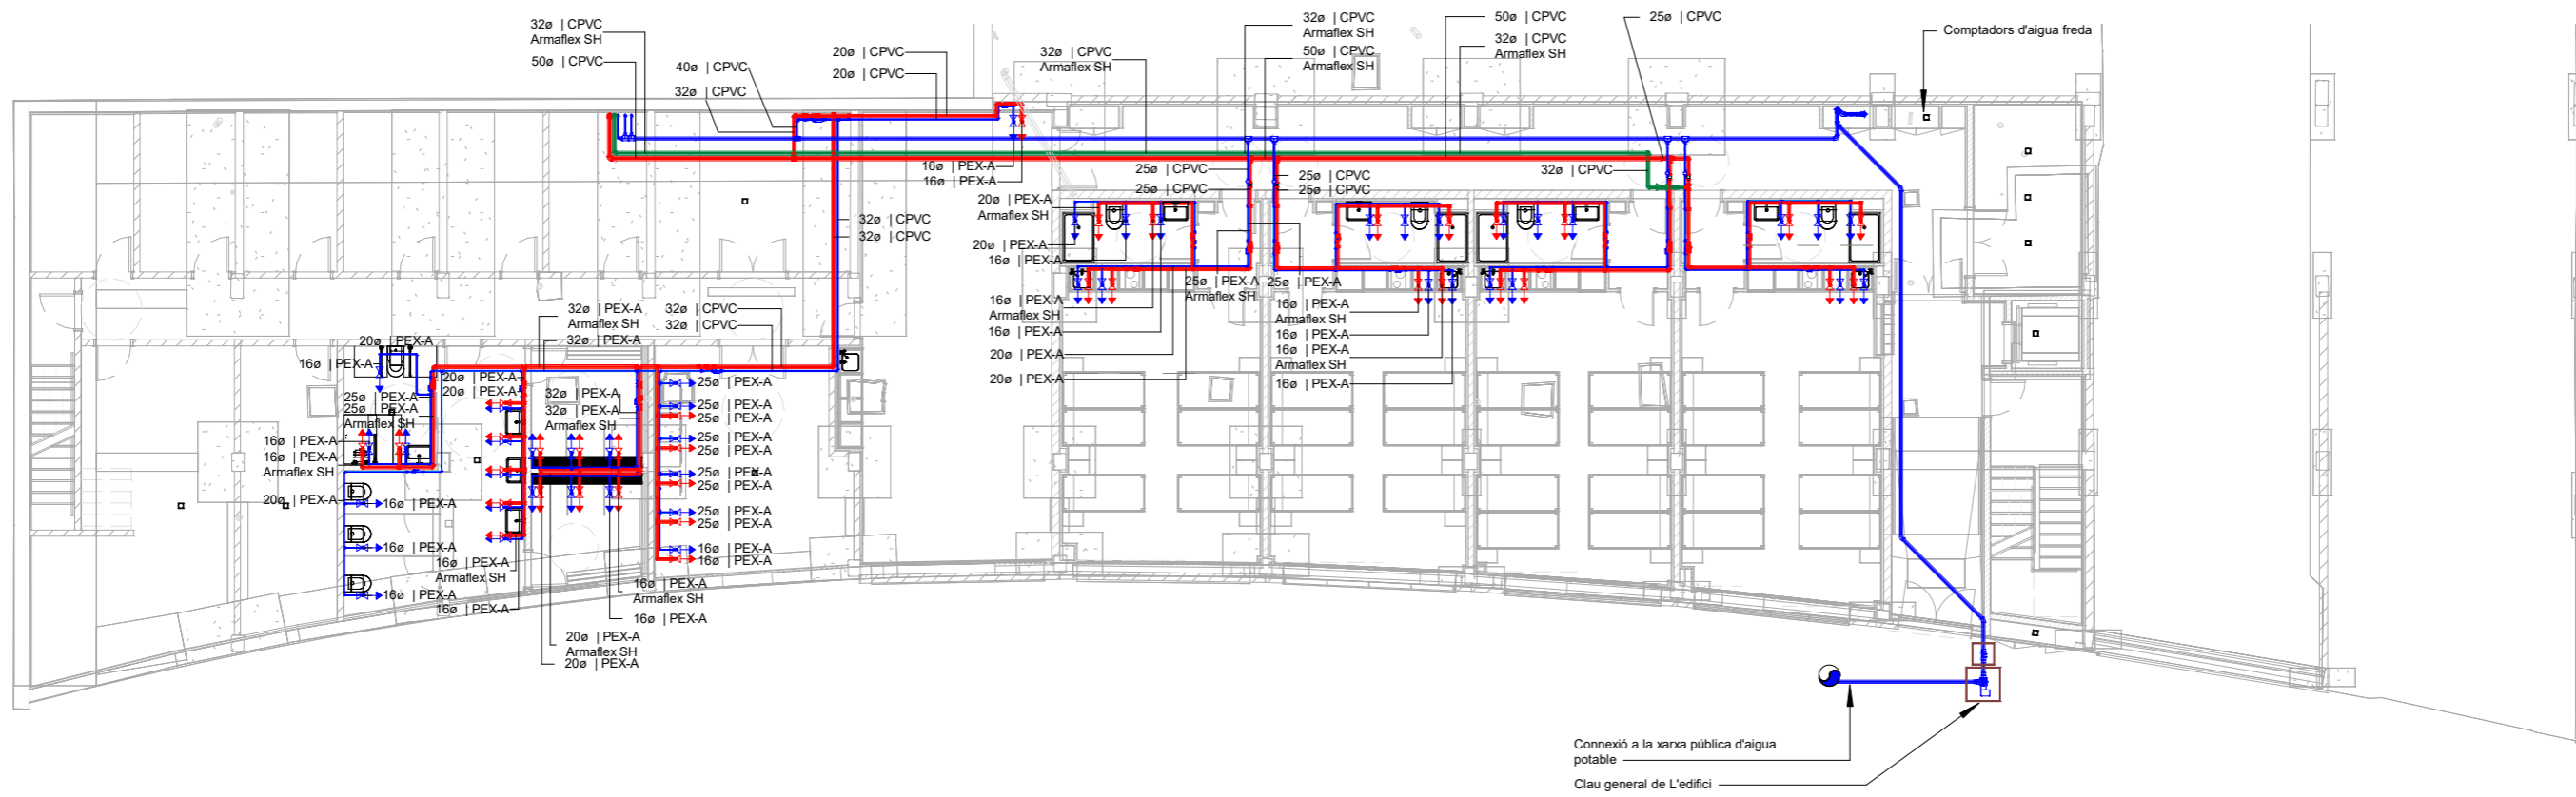 32ø | CPVC
Armaflex SH
50ø | CPVC
40ø | CPVC
32ø | CPVC
20ø | CPVC
20ø | CPVC
32ø | CPVC
Armaflex SH
32ø | CPVC
Armaflex SH
50ø | CPVC
Armaflex SH
50ø | CPVC
32ø | CPVC
Armaflex SH
25ø | CPVC
Comptadors d'aigua freda
16ø | PEX-A
16ø | PEX-A
25ø | CPVC
25ø | CPVC
25ø | CPVC
25ø | CPVC
32ø | CPVC
20ø | PEX-A
Armaflex SH
32ø | CPVC
32ø | CPVC
20ø | PEX-A
16ø | PEX-A
25ø | PEX-A
Armaflex SH
25ø | PEX-A
16ø | PEX-A
Armaflex SH
16ø | PEX-A
20ø | PEX-A
20ø | PEX-A
16ø | PEX-A
Armaflex SH
16ø | PEX-A
16ø | PEX-A
Armaflex SH
16ø | PEX-A
32ø | PEX-A
Armaflex SH
32ø | PEX-A
32ø | CPVC
32ø | CPVC
20ø | PEX-A
16ø | PEX-A
20ø | PEX-A
20ø | PEX-A
25ø | PEX-A
25ø | PEX-A
Armaflex SH
32ø | PEX-A
32ø | PEX-A
Armaflex SH
25ø | PEX-A
25ø | PEX-A
25ø | PEX-A
25ø | PEX-A
25ø | PEX-A
25ø | PEX-A
25ø | PEX-A
25ø | PEX-A
25ø | PEX-A
16ø | PEX-A
16ø | PEX-A
16ø | PEX-A
16ø | PEX-A
Armaflex SH
20ø | PEX-A
16ø | PEX-A
16ø | PEX-A
16ø | PEX-A
16ø | PEX-A
Armaflex SH
16ø | PEX-A
16ø | PEX-A
Armaflex SH
16ø | PEX-A
20ø | PEX-A
Armaflex SH
20ø | PEX-A
Connexió a la xarxa pública d'aigua
potable
Clau general de L'edifici